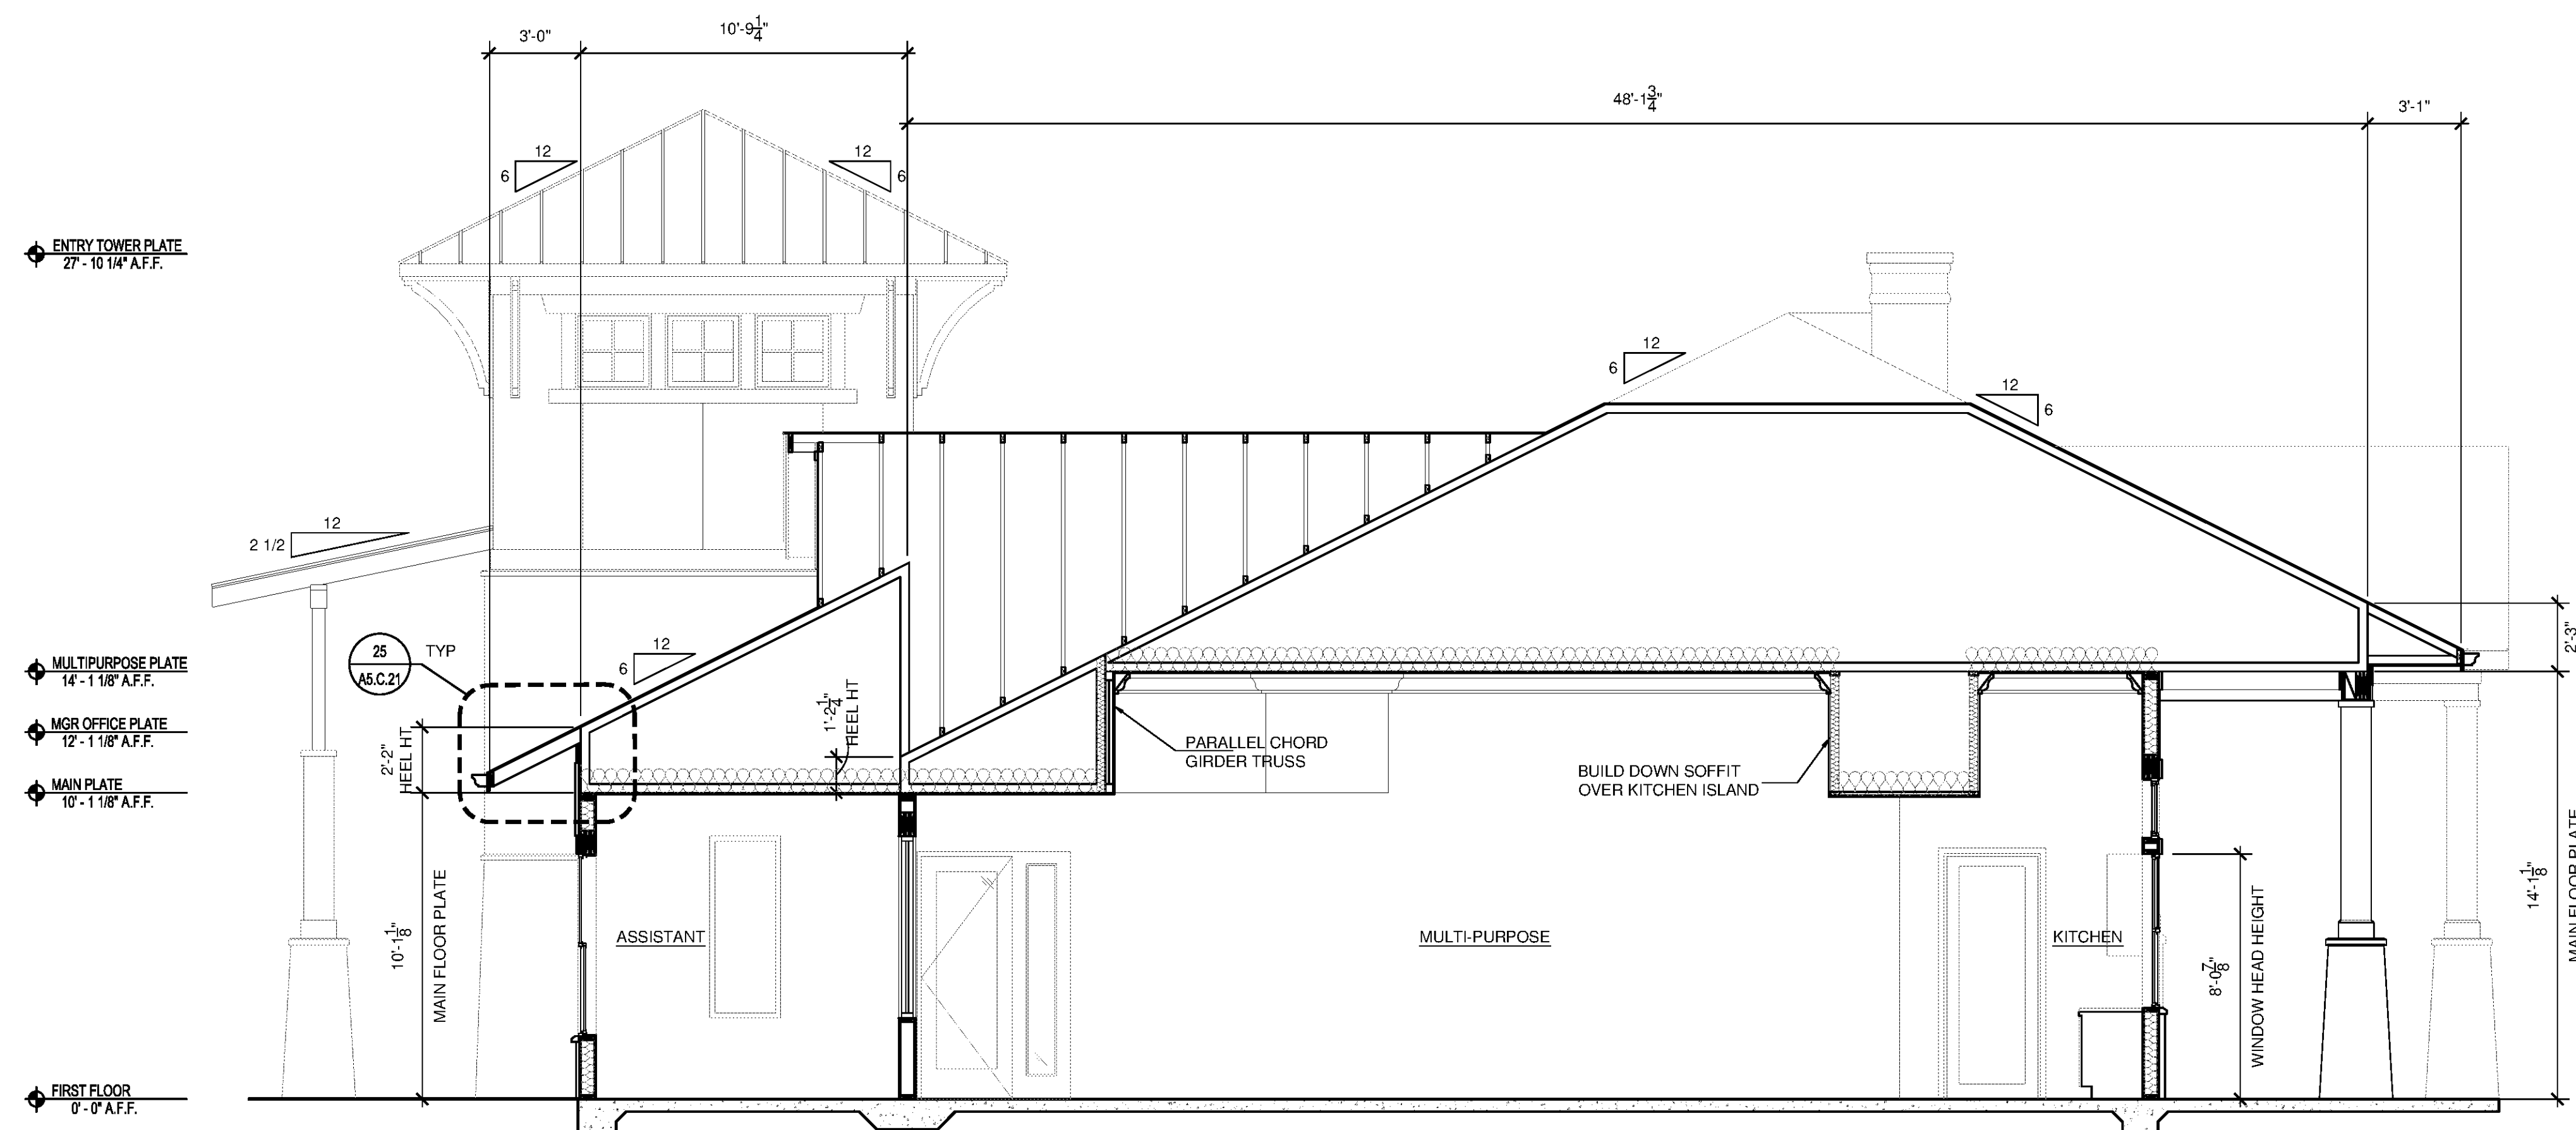 3'-0"
10'-9 1/4"
48'-1 3/4"
3'-1"
12
6
12
6
ENTRY TOWER PLATE
27' - 10 1/4" A.F.F.
12
6
12
6
12
2 1/2
25
A5.C.21
TYP
12
6
MULTIPURPOSE PLATE
14' - 1 1/8" A.F.F.
MGR OFFICE PLATE
12' - 1 1/8" A.F.F.
MAIN PLATE
10' - 1 1/8" A.F.F.
2'-2"
HEEL HT
1'-2 1/4"
HEEL HT
2'-3"
PARALLEL CHORD
GIRDER TRUSS
BUILD DOWN SOFFIT
OVER KITCHEN ISLAND
10'-1 1/8"
MAIN FLOOR PLATE
ASSISTANT
MULTI-PURPOSE
KITCHEN
8'-0 7/8"
WINDOW HEAD HEIGHT
14'-1 1/8"
MAIN FLOOR PLATE
FIRST FLOOR
0' - 0" A.F.F.